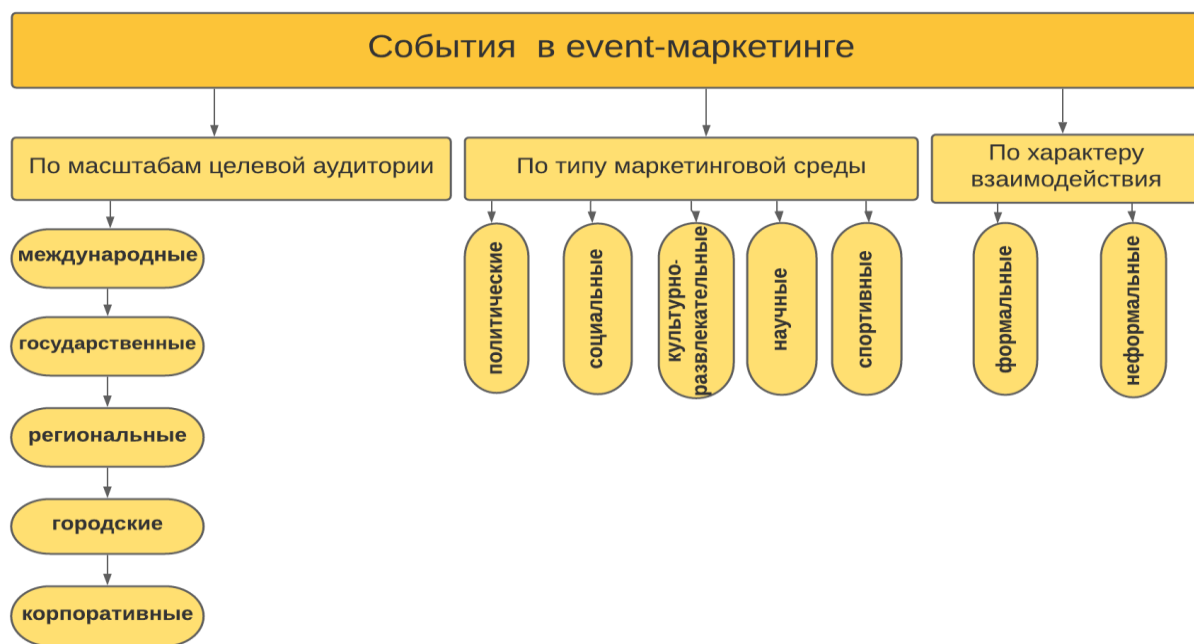 События в event-маркетинге
По масштабам целевой аудитории
международные
государственные
региональные
городские
корпоративные
По типу маркетинговой среды
политические
социальные
культурно-
развлекательные
научные
спортивные
По характеру
взаимодействия
формальные
неформальные